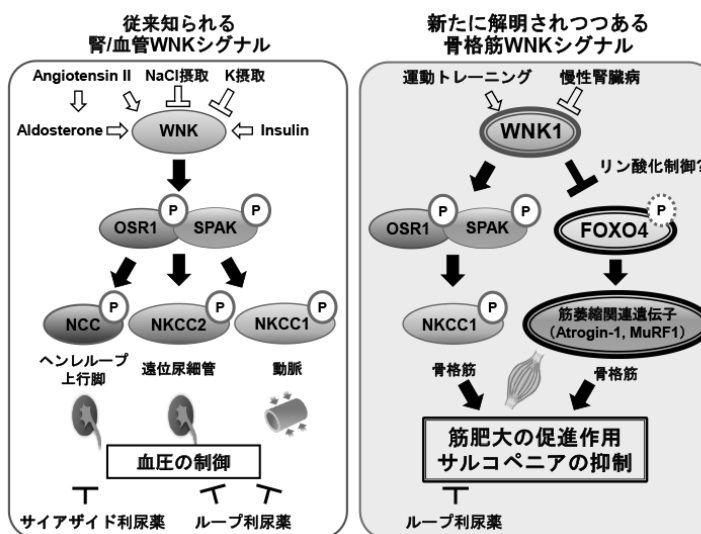 従来知られる
腎/血管WNKシグナル
Angiotensin II NaCl摂取 K摂取
Aldosterone WNK Insulin
P P
OSR1 SPAK
P P P
NCC NKCC2 NKCC1
ヘンレループ
上行脚
遠位尿細管
動脈
血圧の制御
サイアザイド利尿薬 ループ利尿薬
新たに解明されつつある
骨格筋WNKシグナル
運動トレーニング 慢性腎臓病
WNK1
リン酸化制御?
P P P
OSR1 SPAK FOXO4
P
NKCC1
筋萎縮関連遺伝子
(Atrogin-1, MuRF1)
骨格筋 骨格筋
筋肥大の促進作用
サルコペニアの抑制
ループ利尿薬